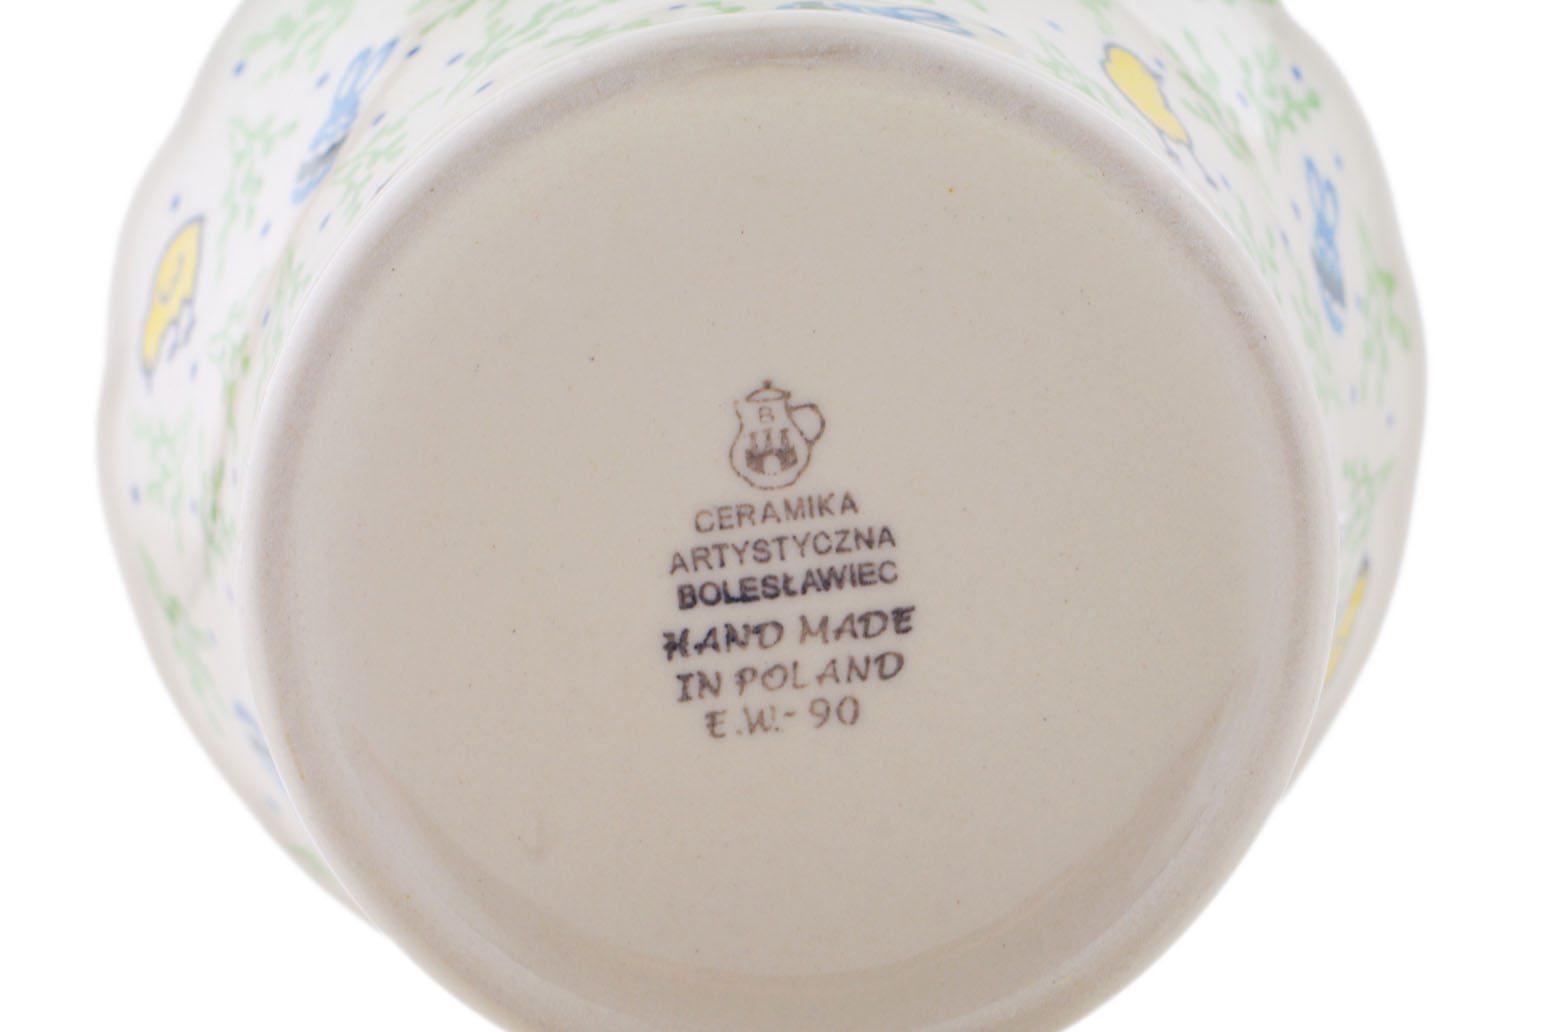 B
CERAMIKA
ARTYSTYCZNA
BOLESŁAWIEC
HAND MADE
IN POLAND
E.W.- 90